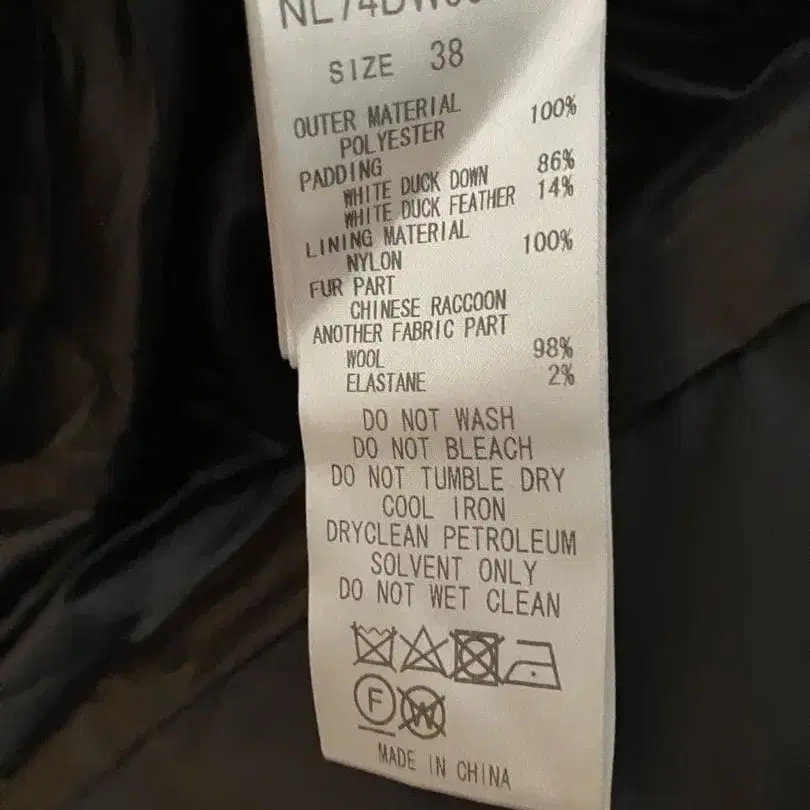 SIZE 38
OUTER MATERIAL
POLYESTER 100%
PADDING
WHITE DUCK DOWN 86%
WHITE DUCK FEATHER 14%
LINING MATERIAL
NYLON 100%
FUR PART
CHINESE RACCOON
ANOTHER FABRIC PART
WOOL 98%
ELASTANE 2%
DO NOT WASH
DO NOT BLEACH
DO NOT TUMBLE DRY
COOL IRON
DRYCLEAN PETROLEUM
SOLVENT ONLY
DO NOT WET CLEAN
F W
MADE IN CHINA